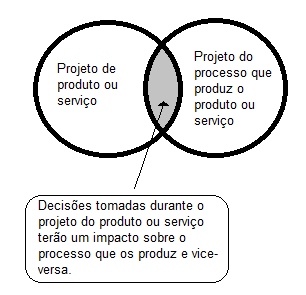 Projeto de
produto ou
serviço
Projeto do
processo que
produz o
produto ou
serviço
Decisões tomadas durante o
projeto do produto ou serviço
terão um impacto sobre o
processo que os produz e vice-
versa.